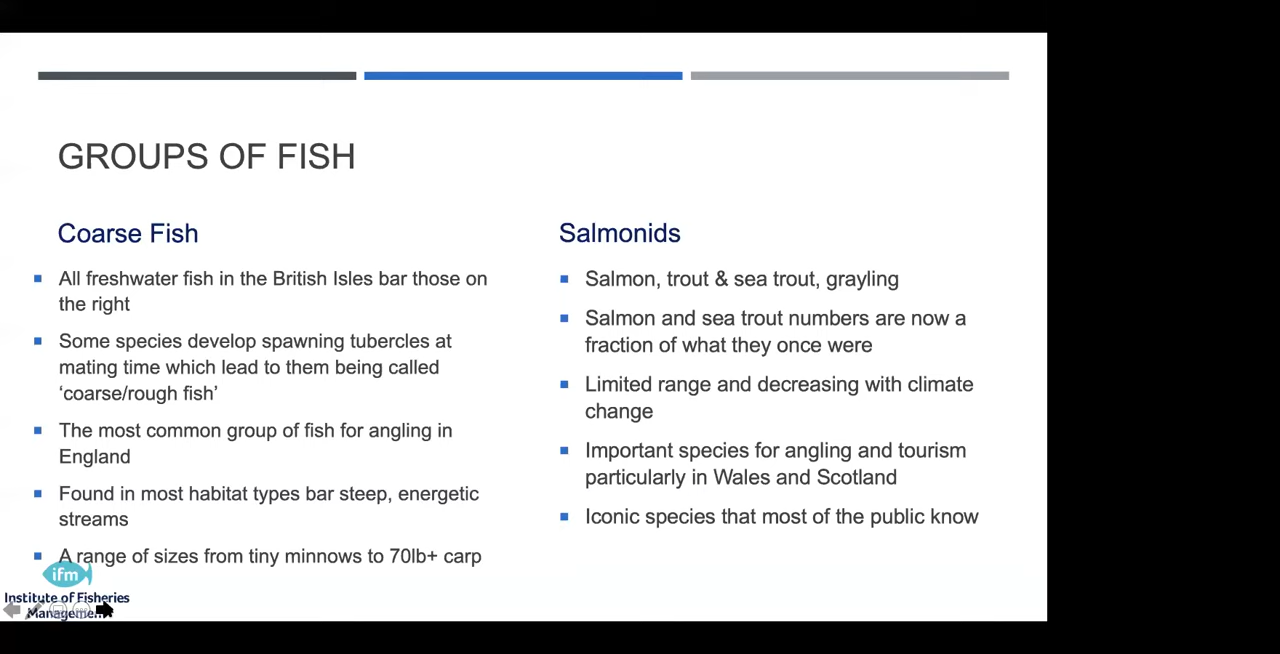 GROUPS OF FISH
Coarse Fish
All freshwater fish in the British Isles bar those on
the right
Some species develop spawning tubercles at
mating time which lead to them being called
‘coarse/rough fish’
The most common group of fish for angling in
England
Found in most habitat types bar steep, energetic
streams
A range of sizes from tiny minnows to 70lb+ carp
Salmonids
Salmon, trout & sea trout, grayling
Salmon and sea trout numbers are now a
fraction of what they once were
Limited range and decreasing with climate
change
Important species for angling and tourism
particularly in Wales and Scotland
Iconic species that most of the public know
ifm
Institute of Fisheries
Management